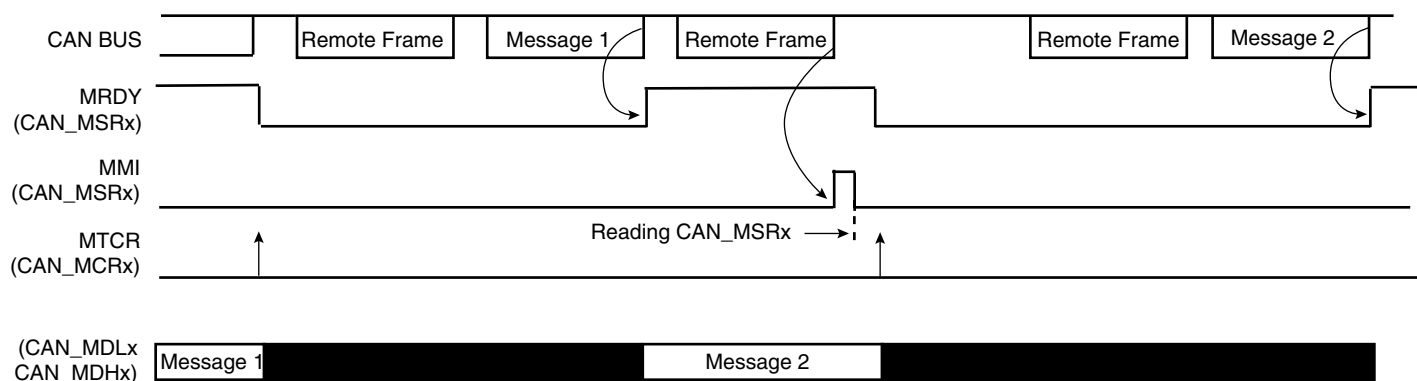 CAN BUS
Remote Frame
Message 1
Remote Frame
Remote Frame
Message 2
MRDY
(CAN_MSRx)
MMI
(CAN_MSRx)
Reading CAN_MSRx
MTCR
(CAN_MCRx)
(CAN_MDLx
CAN_MDHx)
Message 1
Message 2